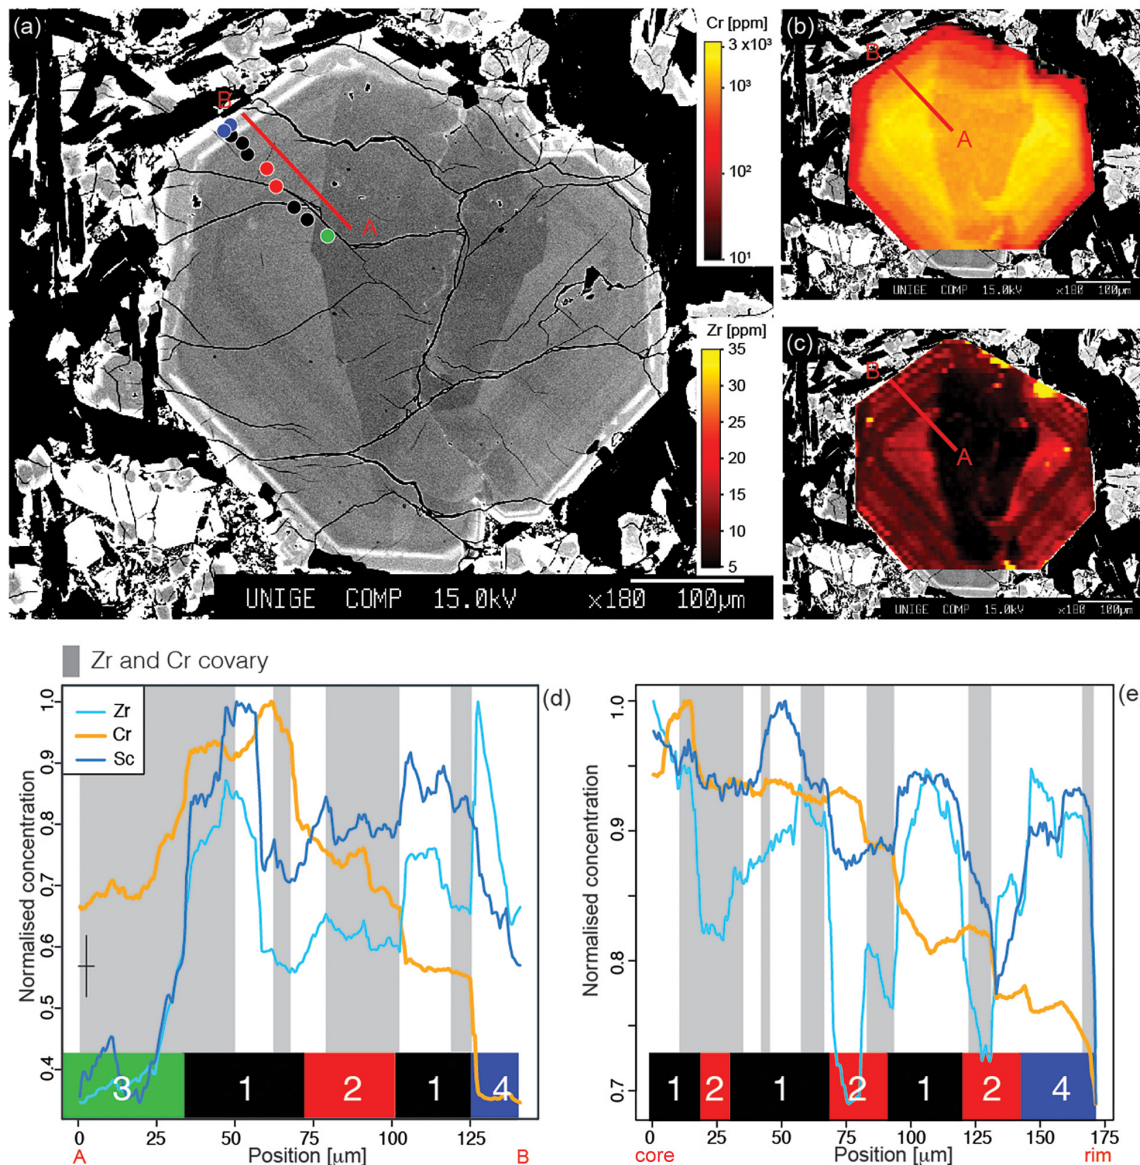 (a)
Cr [ppm]
3 x10³
10³
10²
10¹
B
A
Zr [ppm]
35
30
25
20
15
10
5
UNIGE COMP 15.0kV x180 100µm
(b)
B
A
UNIGE COMP 15.0kV x180 100µm
(c)
B
A
UNIGE COMP 15.0kV x180 100µm
Zr and Cr covary
(d)
Zr
Cr
Sc
Normalised concentration
1.0
0.9
0.8
0.7
0.6
0.5
0.4
3 1 2 1 4
0 25 50 75 100 125
Position [µm]
A B
(e)
Normalised concentration
1.0
0.9
0.8
0.7
1 2 1 2 1 2 4
0 25 50 75 100 125 150 175
Position [µm]
core rim